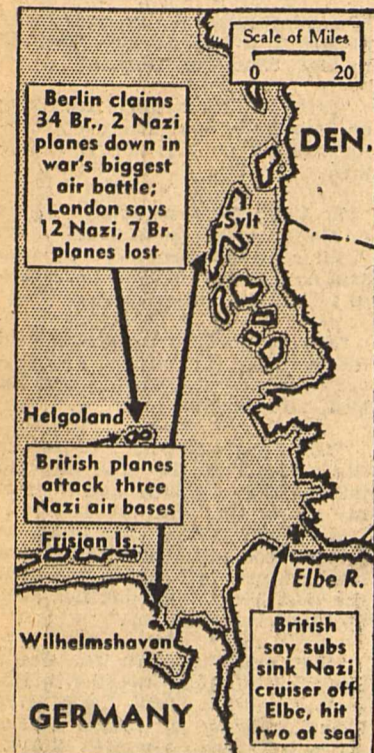 Scale of Miles
0 20
Berlin claims
34 Br., 2 Nazi
planes down in
war's biggest
air battle;
London says
12 Nazi, 7 Br.
planes lost
DEN.
Sylt
Helgoland
British planes
attack three
Nazi air bases
Frisian Is.
Elbe R.
Wilhelmshaven
British
say subs
sink Nazi
cruiser off
Elbe, hit
two at sea
GERMANY